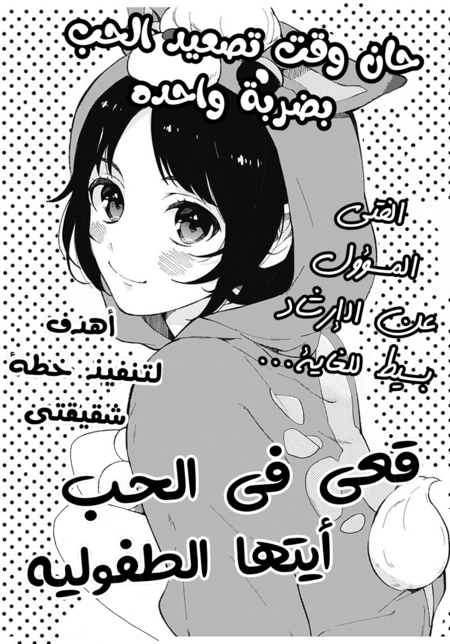 حان وقت تصعيد الحب
بضربة واحده
الفتى
المسؤول
عن الإرشاد
بسيط للغاية...
أهدف
لتنفيذ خطة
شقيقتي
قعي في الحب
أيتها الطفوليه